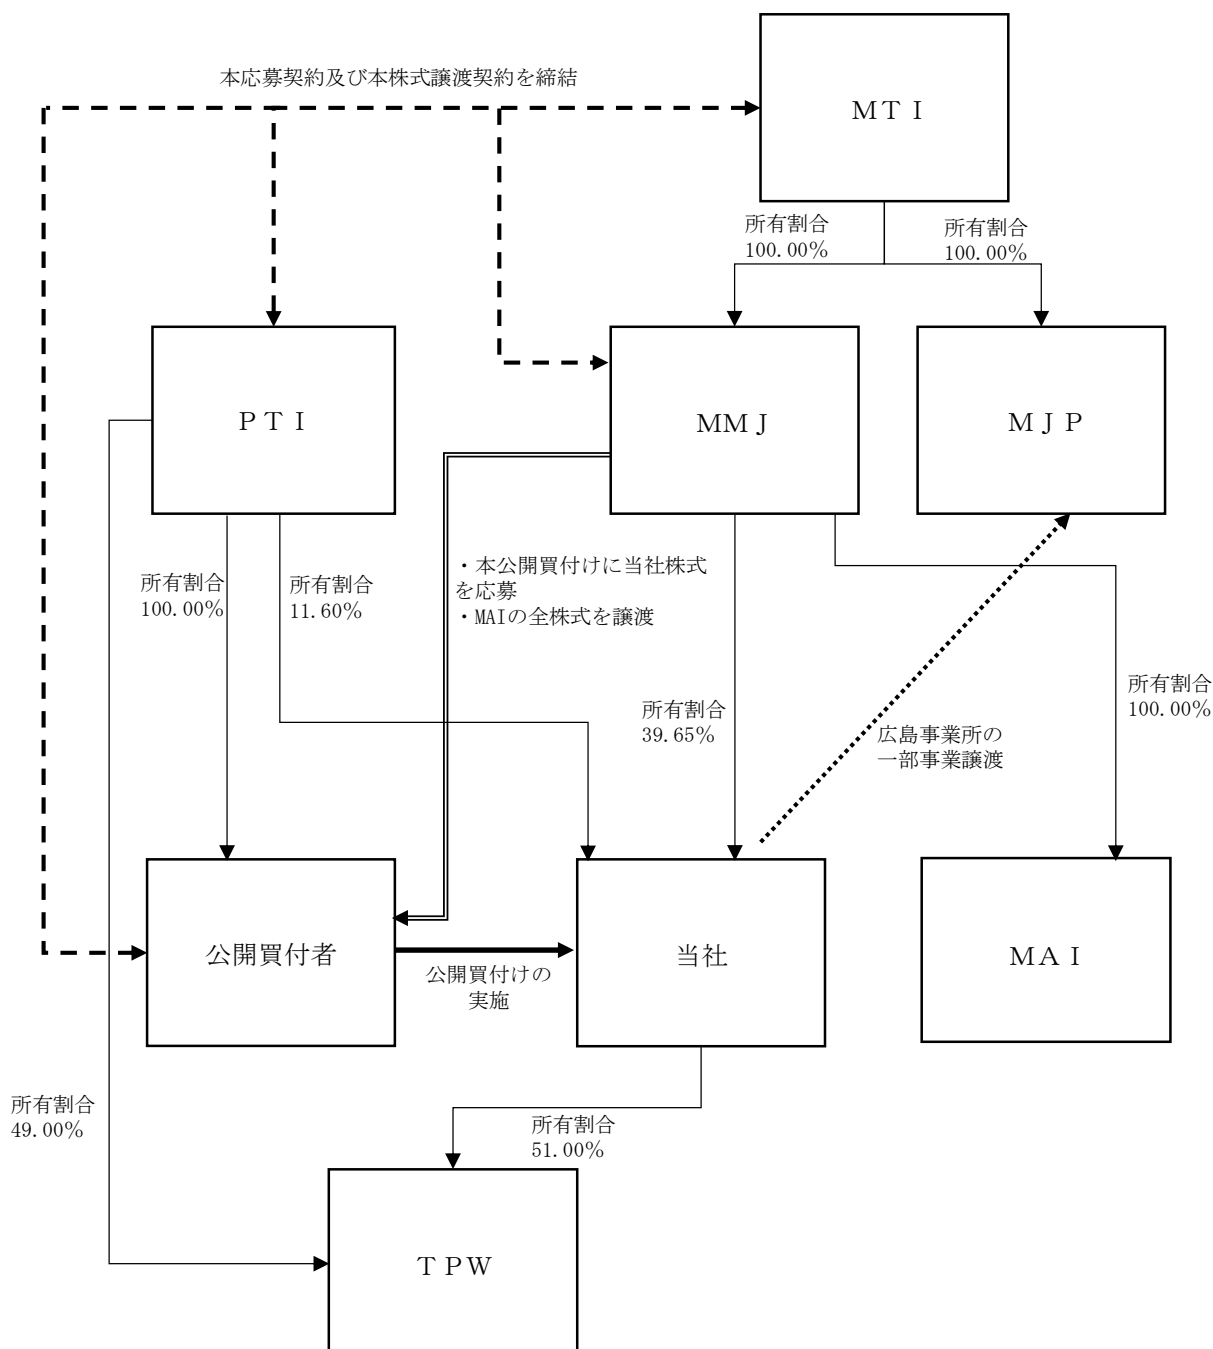 本応募契約及び本株式譲渡契約を締結
ＭＴＩ
所有割合
100.00%
所有割合
100.00%
ＰＴＩ
ＭＭＪ
ＭＪＰ
所有割合
100.00%
所有割合
11.60%
・本公開買付けに当社株式
を応募
・MAIの全株式を譲渡
所有割合
39.65%
広島事業所の
一部事業譲渡
所有割合
100.00%
公開買付者
公開買付けの
実施
当社
ＭＡＩ
所有割合
49.00%
所有割合
51.00%
ＴＰＷ